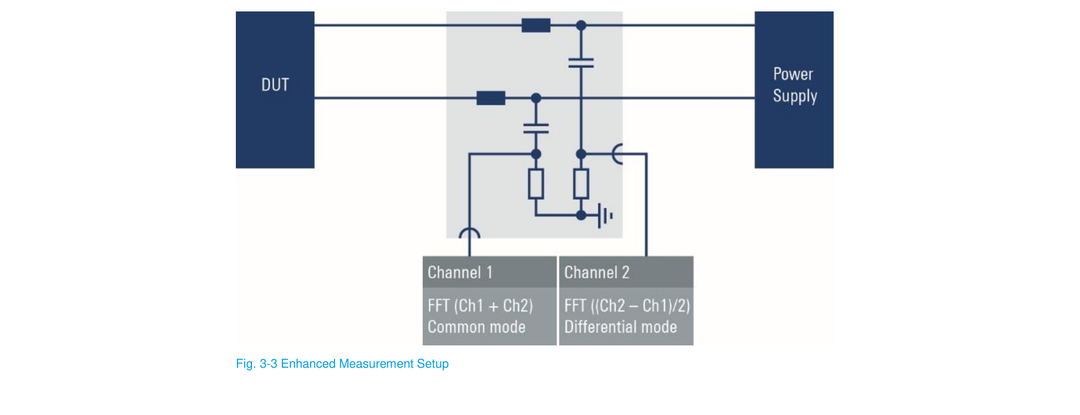 DUT
Power
Supply
Channel 1
FFT (Ch1 + Ch2)
Common mode
Channel 2
FFT ((Ch2 – Ch1)/2)
Differential mode
Fig. 3-3 Enhanced Measurement Setup